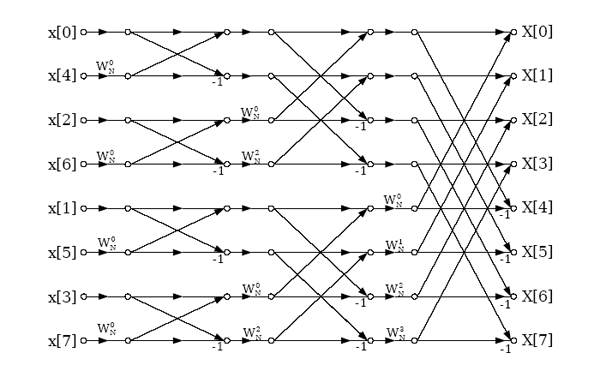 x[0] X[0]
x[4] W_N^0 -1 X[1]
x[2] W_N^0 -1 X[2]
x[6] W_N^0 -1 W_N^2 -1 X[3]
x[1] W_N^0 -1 X[4]
x[5] W_N^0 -1 W_N^1 -1 X[5]
x[3] W_N^0 -1 W_N^2 -1 X[6]
x[7] W_N^0 -1 W_N^2 -1 W_N^3 -1 X[7]